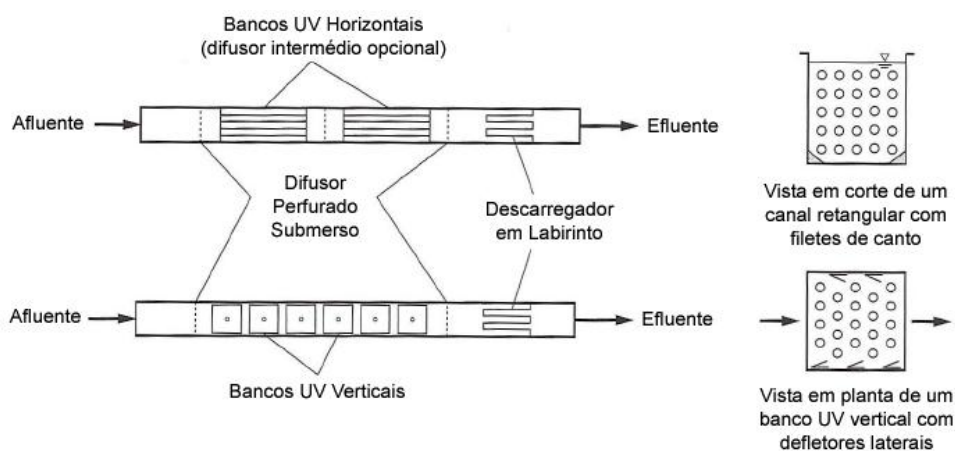 Bancos UV Horizontais
(difusor intermédio opcional)
Afluente
Efluente
Difusor
Perfurado
Submerso
Descarregador
em Labirinto
Vista em corte de um
canal retangular com
filetes de canto
Afluente
Efluente
Bancos UV Verticais
Vista em planta de um
banco UV vertical com
defletores laterais